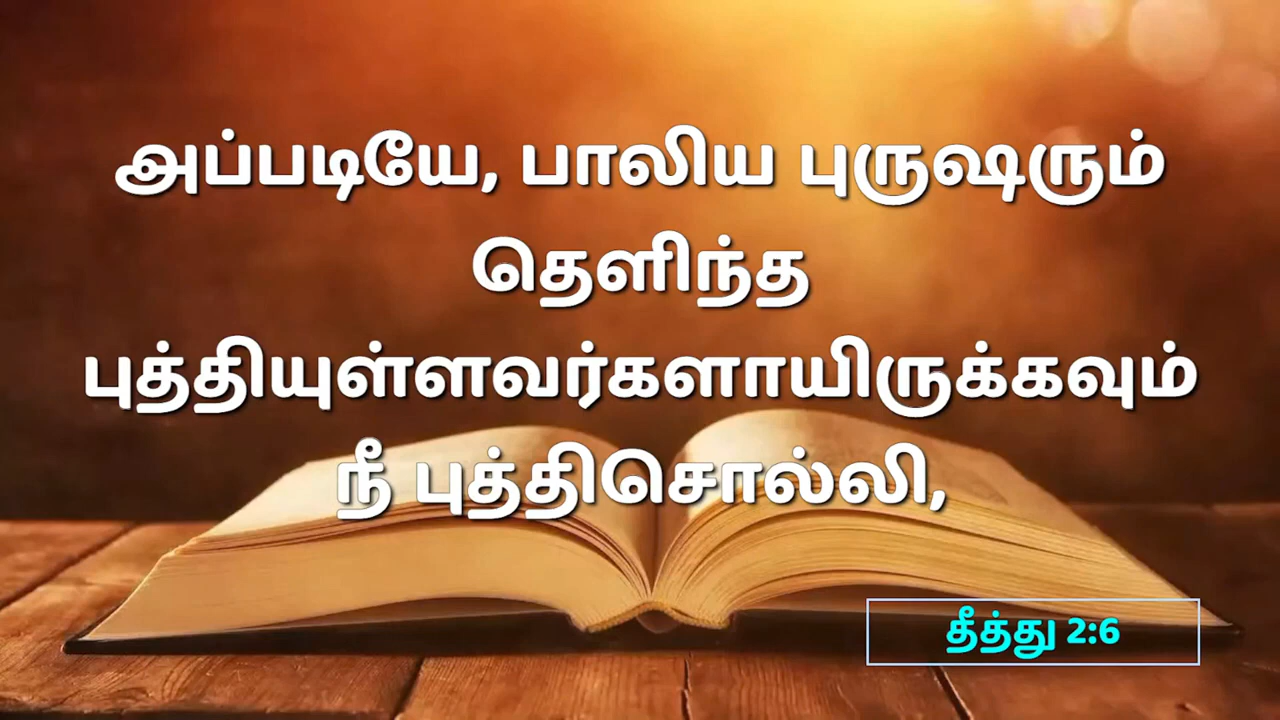 அப்படியே, பாலிய புருஷரும்
தெளிந்த
புத்தியுள்ளவர்களாயிருக்கவும்
நீ புத்திசொல்லி,
தீத்து 2:6